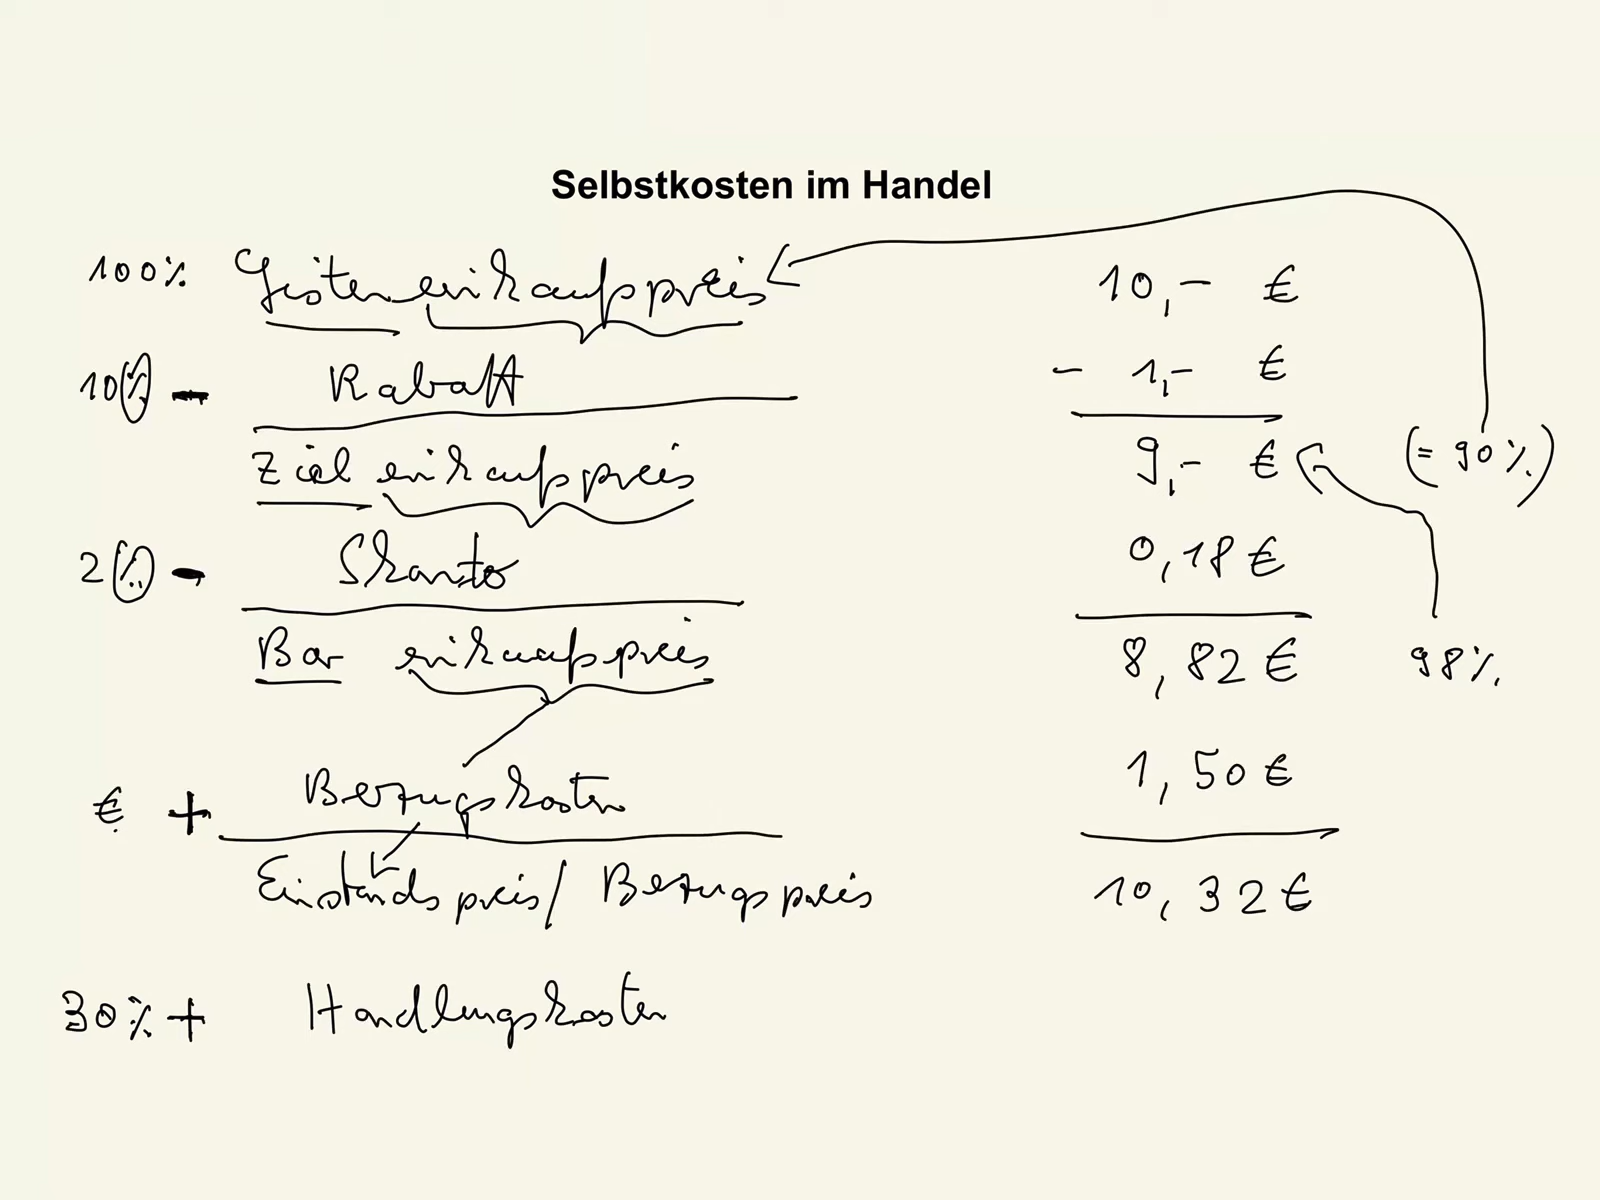 Selbstkosten im Handel
100% Listeneinkaufspreis 10,- €
10% - Rabatt - 1,- €
Zieleinkaufspreis 9,- € (= 90%)
2% - Skonto 0,18 €
Bareinkaufspreis 8,82 € 98%
€ + Bezugskosten 1,50 €
Einstandspreis / Bezugspreis 10,32 €
30% + Handlungskosten